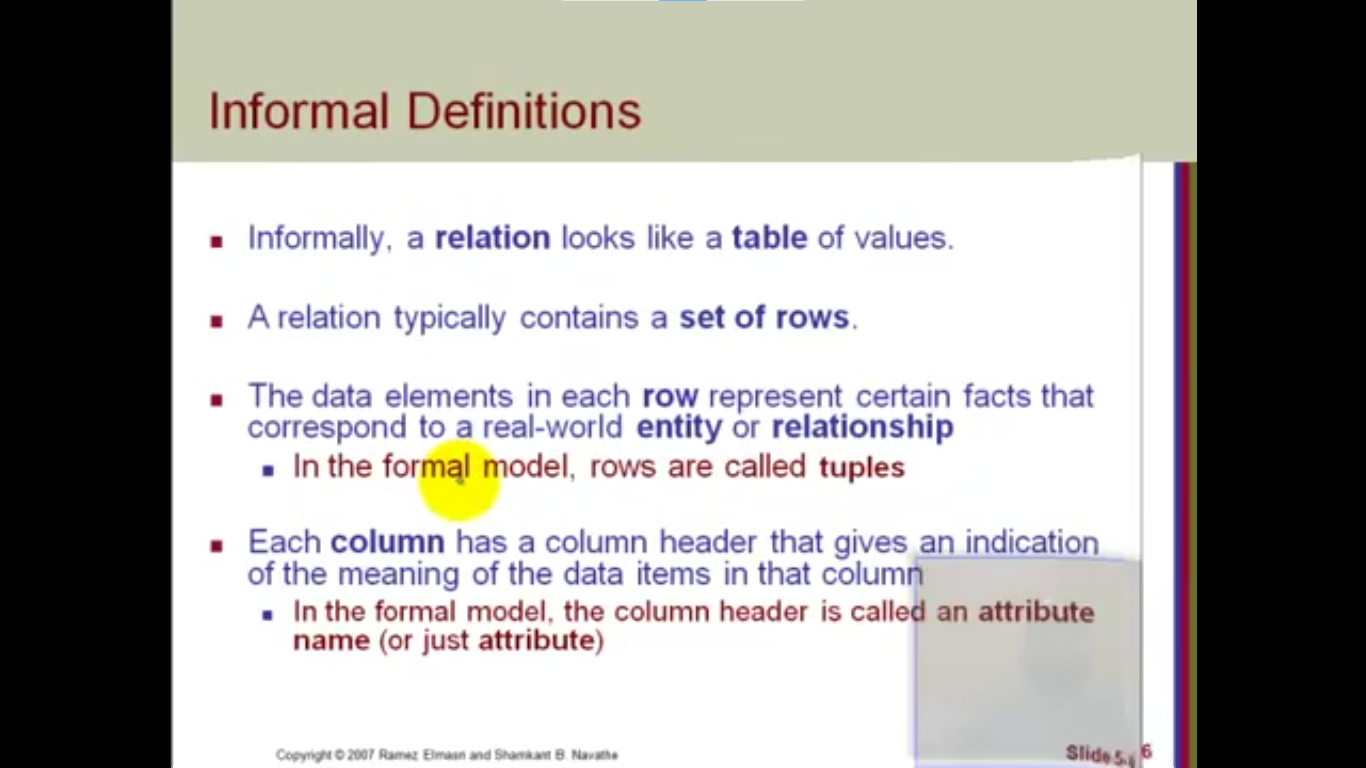 Informal Definitions
Informally, a relation looks like a table of values.
A relation typically contains a set of rows.
The data elements in each row represent certain facts that
correspond to a real-world entity or relationship
In the formal model, rows are called tuples
Each column has a column header that gives an indication
of the meaning of the data items in that column
In the formal model, the column header is called an attribute
name (or just attribute)
Copyright © 2007 Ramez Elmasri and Shamkant B. Navathe
Slide 5- 6